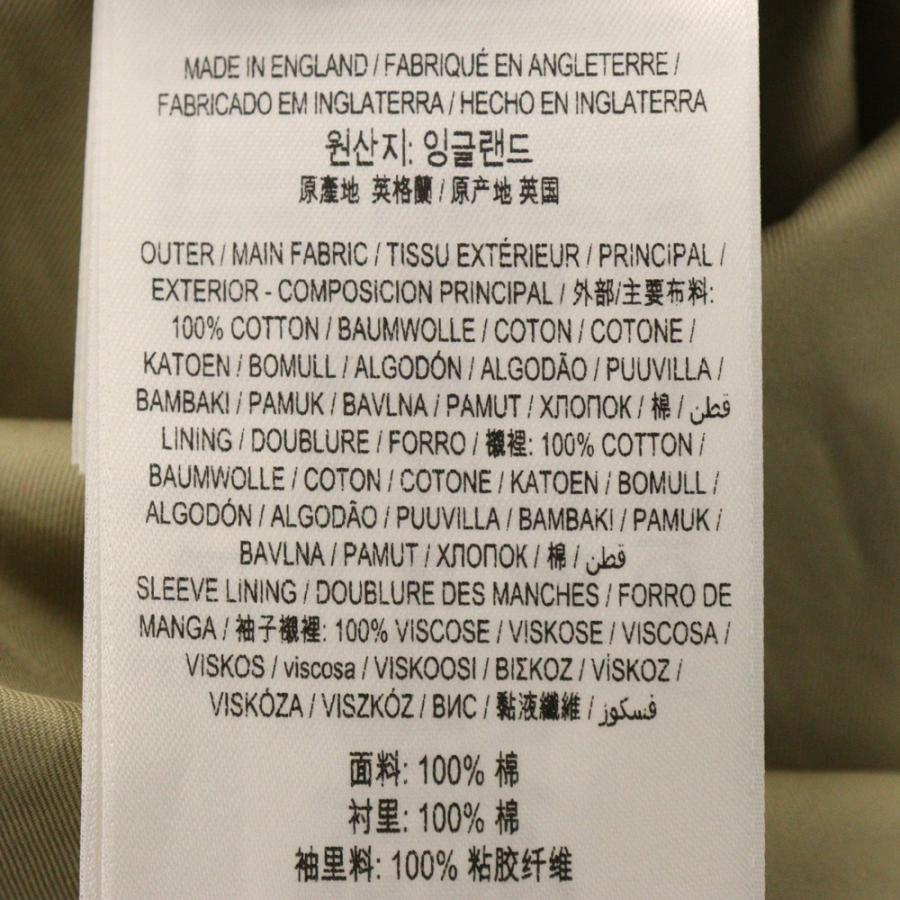 MADE IN ENGLAND / FABRIQUÉ EN ANGLETERRE /
FABRICADO EM INGLATERRA / HECHO EN INGLATERRA
원산지: 잉글랜드
原產地 英格蘭 / 原产地 英国
OUTER / MAIN FABRIC / TISSU EXTÉRIEUR / PRINCIPAL /
EXTERIOR - COMPOSICION PRINCIPAL / 外部/主要布料:
100% COTTON / BAUMWOLLE / COTON / COTONE /
KATOEN / BOMULL / ALGODÓN / ALGODÃO / PUUVILLA /
BAMBAKI / PAMUK / BAVLNA / PAMUT / ХЛОПОК / 棉 / قطن
LINING / DOUBLURE / FORRO / 襯裡: 100% COTTON /
BAUMWOLLE / COTON / COTONE / KATOEN / BOMULL /
ALGODÓN / ALGODÃO / PUUVILLA / BAMBAKI / PAMUK /
BAVLNA / PAMUT / ХЛОПОК / 棉 / قطن
SLEEVE LINING / DOUBLURE DES MANCHES / FORRO DE
MANGA / 袖子襯裡: 100% VISCOSE / VISKOSE / VISCOSA /
VISKOS / viscosa / VISKOOSI / ΒΙΣΚΟΖ / VİSKOZ /
VISKÓZA / VISZKÓZ / ВИС / 黏液纖維 / فسكوز
面料: 100% 棉
衬里: 100% 棉
袖里料: 100% 粘胶纤维